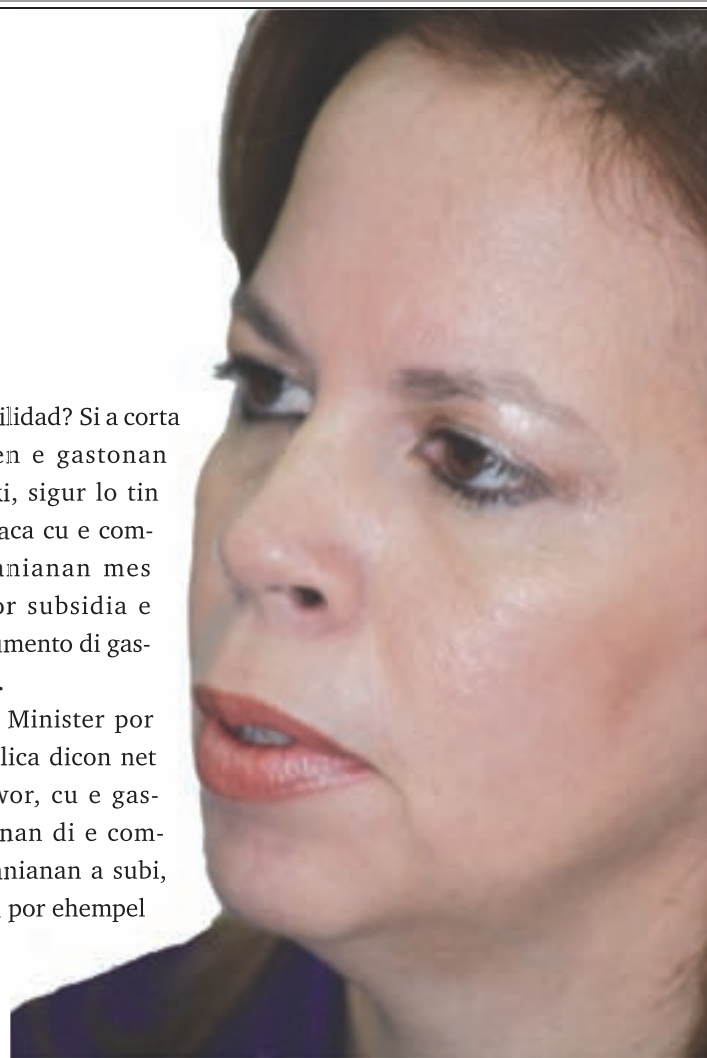 ilidad? Si a corta
en e gastonan
ki, sigur lo tin
aca cu e com-
nianan mes
or subsidia e
umento di gas-
.
Minister por
lica dicon net
vor, cu e gas-
nan di e com-
nianan a subi,
por ehempel